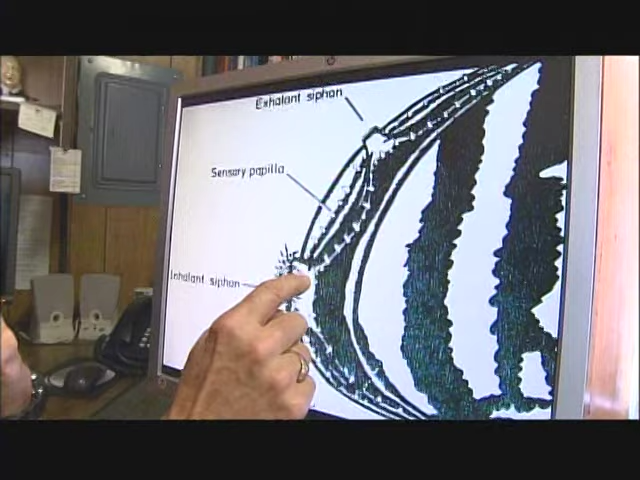 Exhalant siphon
Sensory papilla
Inhalant siphon